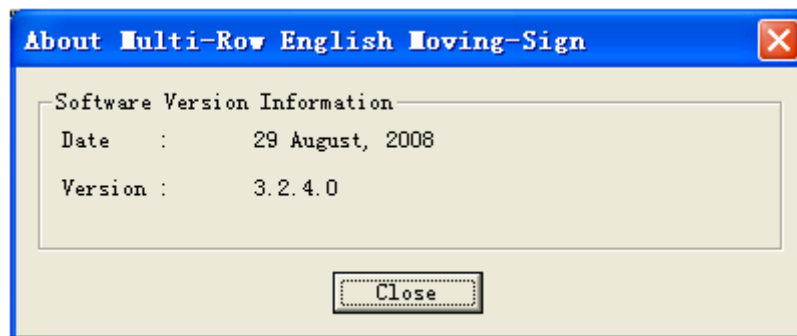 About Multi-Row English Moving-Sign
Software Version Information
Date : 29 August, 2008
Version : 3.2.4.0
Close